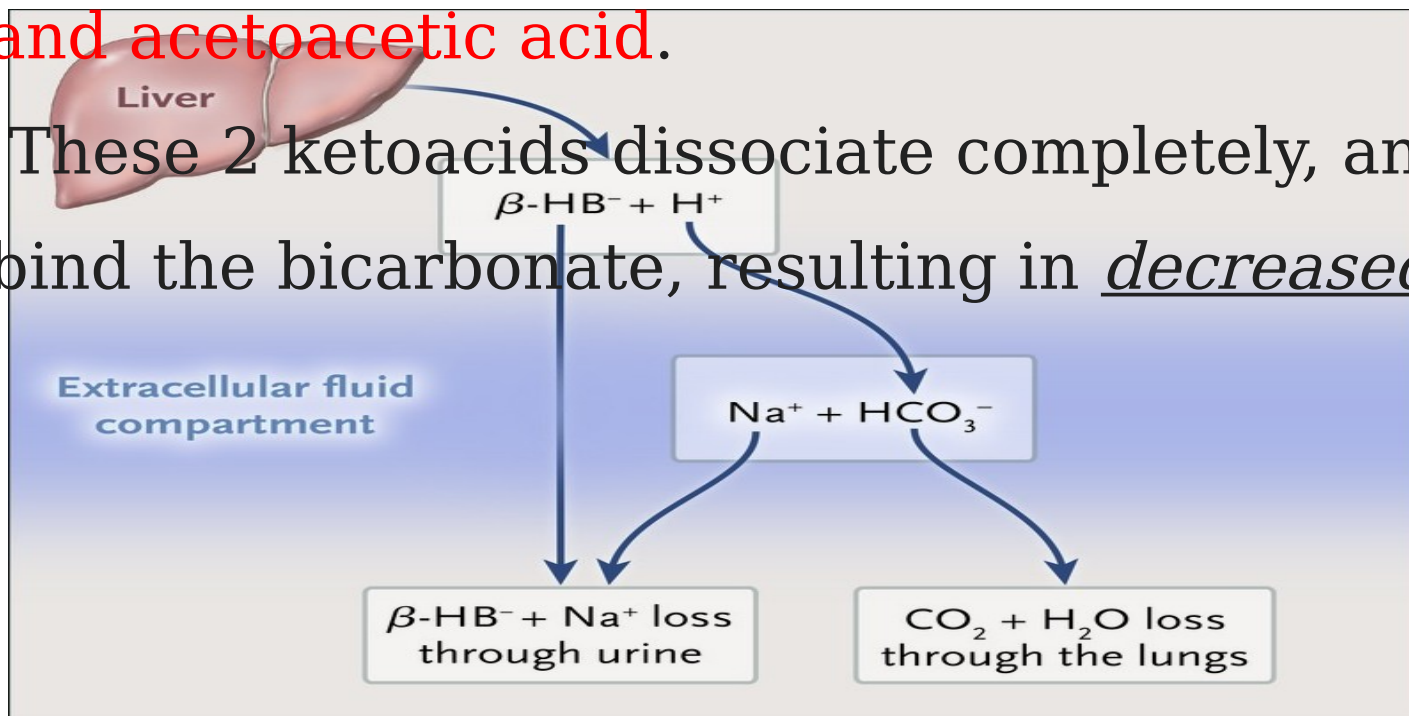 and acetoacetic acid.
Liver
These 2 ketoacids dissociate completely, an
β-HB⁻ + H⁺
bind the bicarbonate, resulting in decreased
Extracellular fluid
compartment
Na⁺ + HCO₃⁻
β-HB⁻ + Na⁺ loss
through urine
CO₂ + H₂O loss
through the lungs